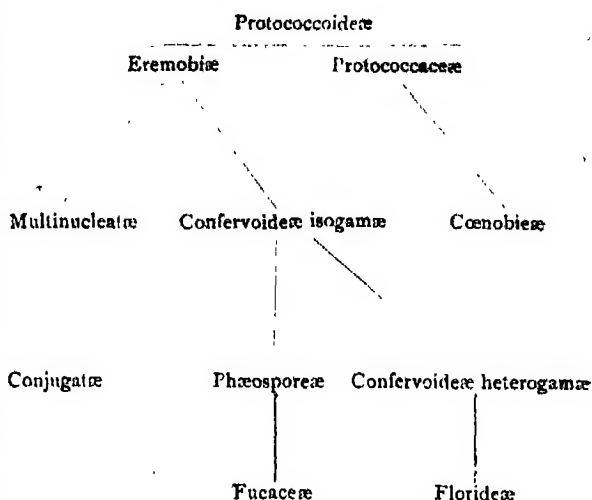 Protococcoideæ
Eremobiæ Protococcaceæ
Multinucleatæ Confervoideæ isogamæ Cœnobieæ
Conjugatæ Phæosporeæ Confervoideæ heterogamæ
Fucaceæ Florideæ